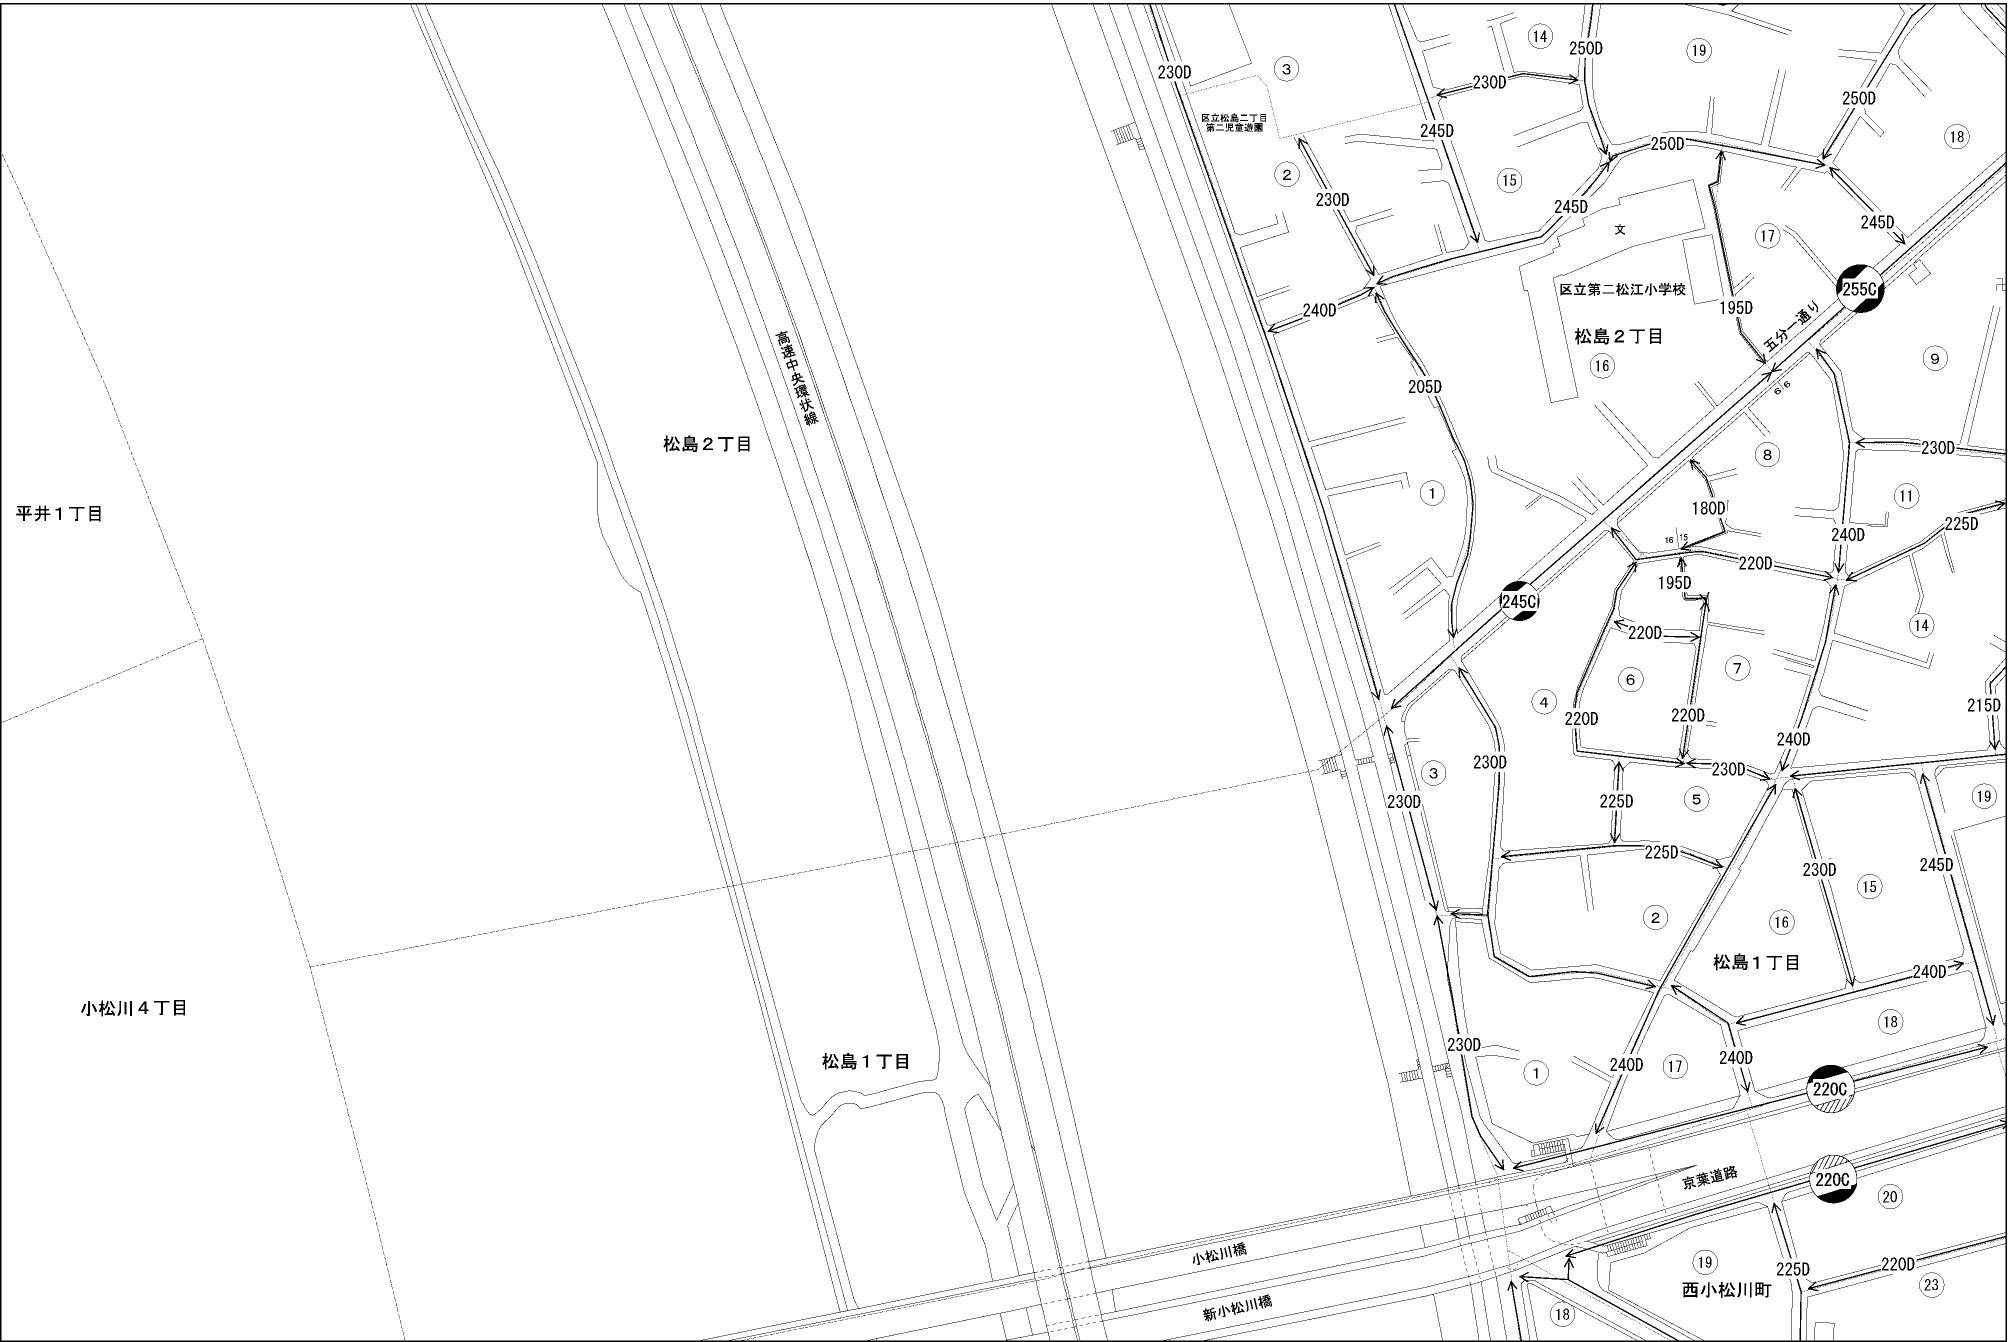 14
250D
19
230D
3
230D
250D
区立松島二丁目
第二児童遊園
245D
250D
18
2
15
230D
245D
文
245D
17
区立第二松江小学校
255C
240D
195D
五分一通り
高速中央環状線
松島２丁目
16
9
205D
6 6
松島２丁目
8
230D
1
11
180D
225D
平井１丁目
16 15
240D
220D
195D
245C
14
220D
6
7
4
215D
220D
220D
240D
230D
3
230D
230D
5
225D
19
225D
245D
230D
15
2
16
松島１丁目
240D
小松川４丁目
18
230D
松島１丁目
1
240D
17
240D
220C
京葉道路
220C
20
小松川橋
19
225D
220D
西小松川町
23
新小松川橋
18